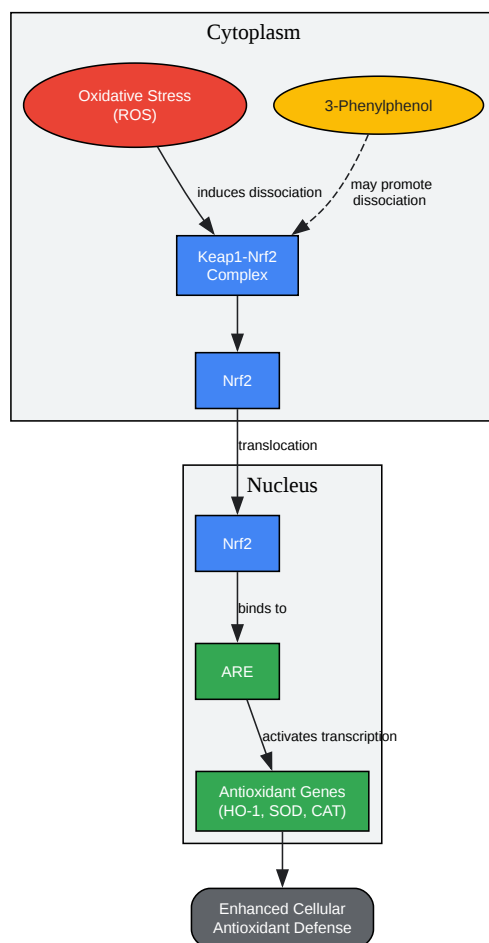 Cytoplasm
Oxidative Stress
(ROS)
3-Phenylphenol
induces dissociation
may promote
dissociation
Keap1-Nrf2
Complex
Nrf2
translocation
Nucleus
Nrf2
binds to
ARE
activates transcription
Antioxidant Genes
(HO-1, SOD, CAT)
Enhanced Cellular
Antioxidant Defense